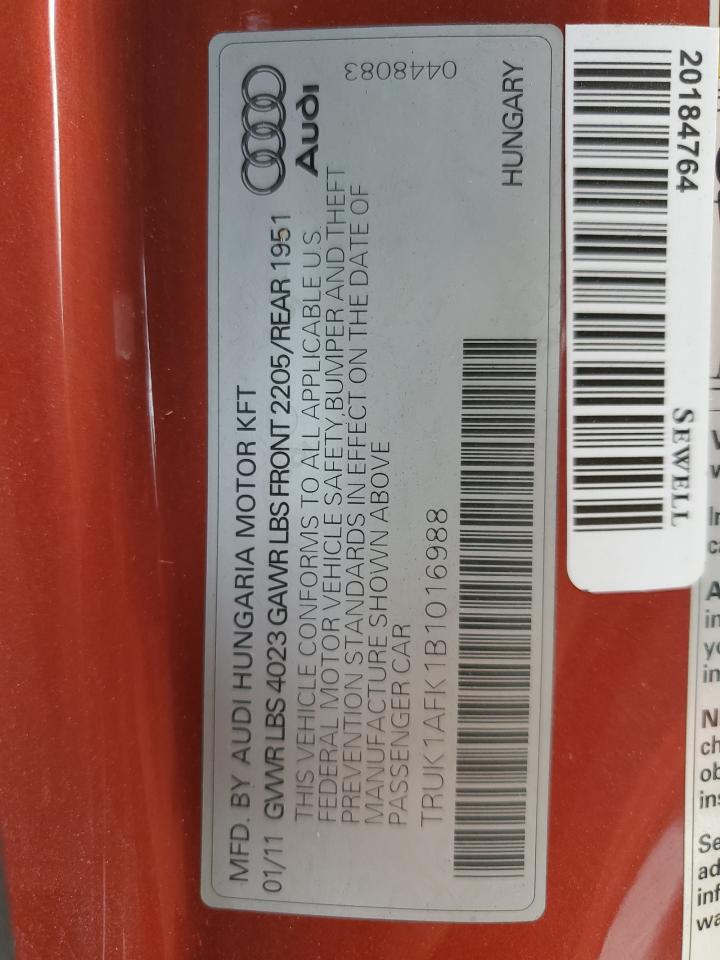 MFD. BY AUDI HUNGARIA MOTOR KFT
01/11 GVWR LBS 4023 GAWR LBS FRONT 2205/REAR 1951
THIS VEHICLE CONFORMS TO ALL APPLICABLE U.S.
FEDERAL MOTOR VEHICLE SAFETY, BUMPER AND THEFT
PREVENTION STANDARDS IN EFFECT ON THE DATE OF
MANUFACTURE SHOWN ABOVE
PASSENGER CAR
TRUK1AFK1B1016988
Audi
0448083
HUNGARY
20184764
SEWELL